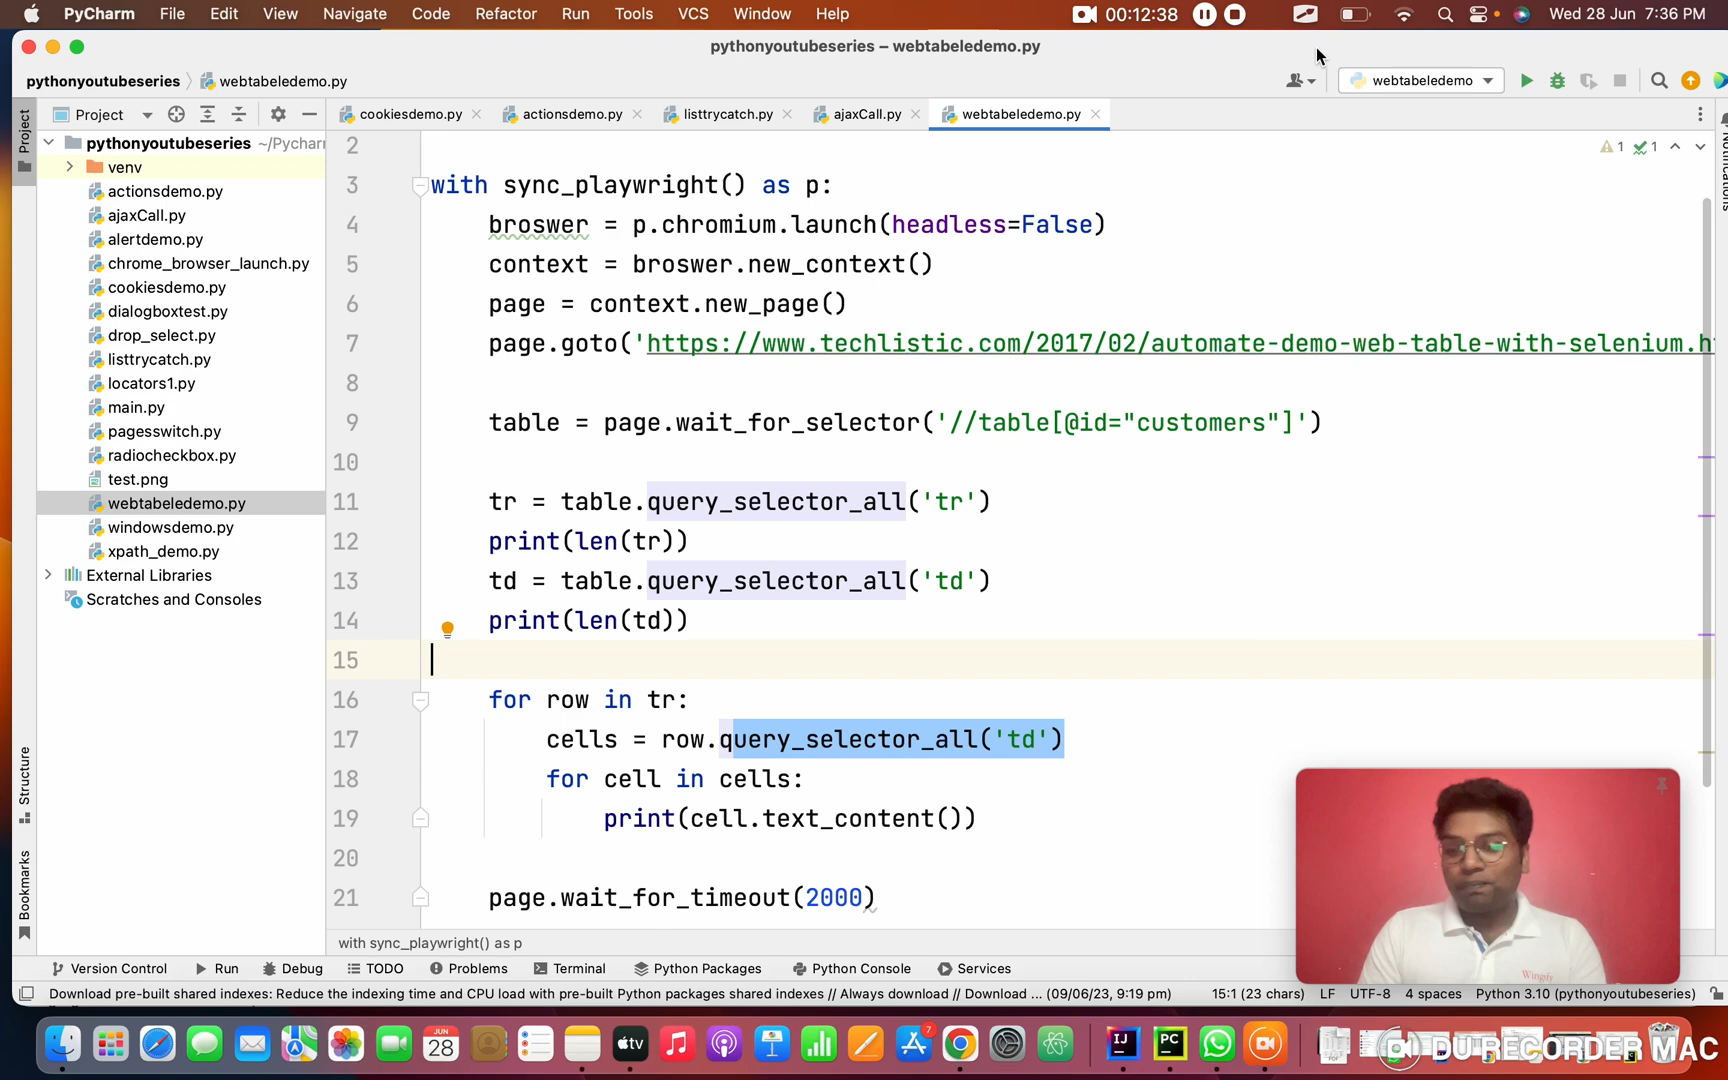 PyCharm File Edit View Navigate Code Refactor Run Tools VCS Window Help 00:12:38 Wed 28 Jun 7:36 PM
pythonyoutubeseries – webtabeledemo.py
pythonyoutubeseries webtabeledemo.py webtabeledemo
Project cookiesdemo.py actionsdemo.py listtrycatch.py ajaxCall.py webtabeledemo.py
Project
Notifications
pythonyoutubeseries ~/Pycharm
venv
actionsdemo.py
ajaxCall.py
alertdemo.py
chrome_browser_launch.py
cookiesdemo.py
dialogboxtest.py
drop_select.py
listtrycatch.py
locators1.py
main.py
pagesswitch.py
radiocheckbox.py
test.png
webtabeledemo.py
windowsdemo.py
xpath_demo.py
External Libraries
Scratches and Consoles
Structure
Bookmarks
1 1
2
3 with sync_playwright() as p:
4 broswer = p.chromium.launch(headless=False)
5 context = broswer.new_context()
6 page = context.new_page()
7 page.goto('https://www.techlistic.com/2017/02/automate-demo-web-table-with-selenium.h
8
9 table = page.wait_for_selector('//table[@id="customers"]')
10
11 tr = table.query_selector_all('tr')
12 print(len(tr))
13 td = table.query_selector_all('td')
14 print(len(td))
15
16 for row in tr:
17 cells = row.query_selector_all('td')
18 for cell in cells:
19 print(cell.text_content())
20
21 page.wait_for_timeout(2000)
with sync_playwright() as p
Version Control Run Debug TODO Problems Terminal Python Packages Python Console Services
Download pre-built shared indexes: Reduce the indexing time and CPU load with pre-built Python packages shared indexes // Always download // Download ... (09/06/23, 9:19 pm) 15:1 (23 chars) LF UTF-8 4 spaces Python 3.10 (pythonyoutubeseries)
JUN
28
tv
7
IJ
PC
DU RECORDER MAC